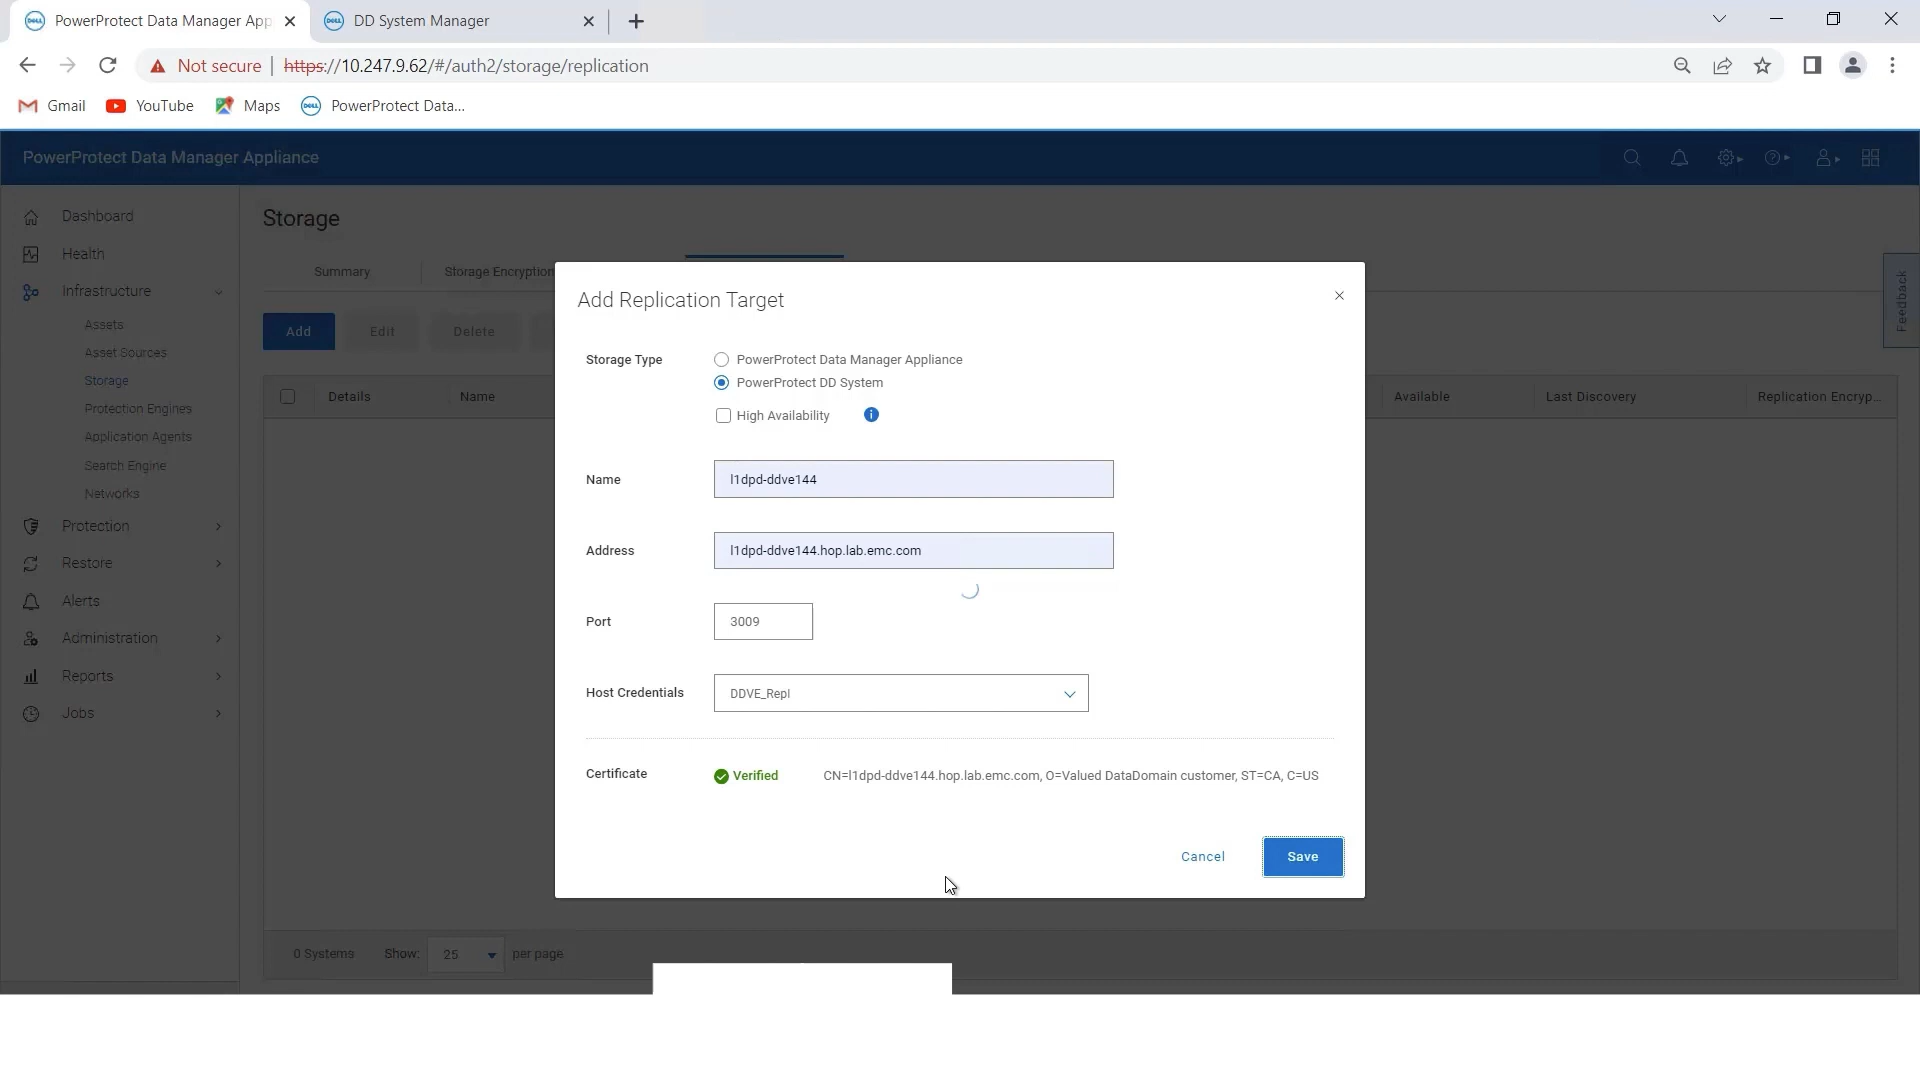 PowerProtect Data Manager App
DD System Manager
Not secure
https://10.247.9.62/#/auth2/storage/replication
Gmail
YouTube
Maps
PowerProtect Data...
PowerProtect Data Manager Appliance
Dashboard
Health
Infrastructure
Assets
Asset Sources
Storage
Protection Engines
Application Agents
Search Engine
Networks
Protection
Restore
Alerts
Administration
Reports
Jobs
Storage
Summary
Storage Encryption
Add
Edit
Delete
Details
Name
Available
Last Discovery
Replication Encryp...
Feedback
Add Replication Target
Storage Type
PowerProtect Data Manager Appliance
PowerProtect DD System
High Availability
Name
l1dpd-ddve144
Address
l1dpd-ddve144.hop.lab.emc.com
Port
3009
Host Credentials
DDVE_Repl
Certificate
Verified
CN=l1dpd-ddve144.hop.lab.emc.com, O=Valued DataDomain customer, ST=CA, C=US
Cancel
Save
0 Systems
Show:
25
per page